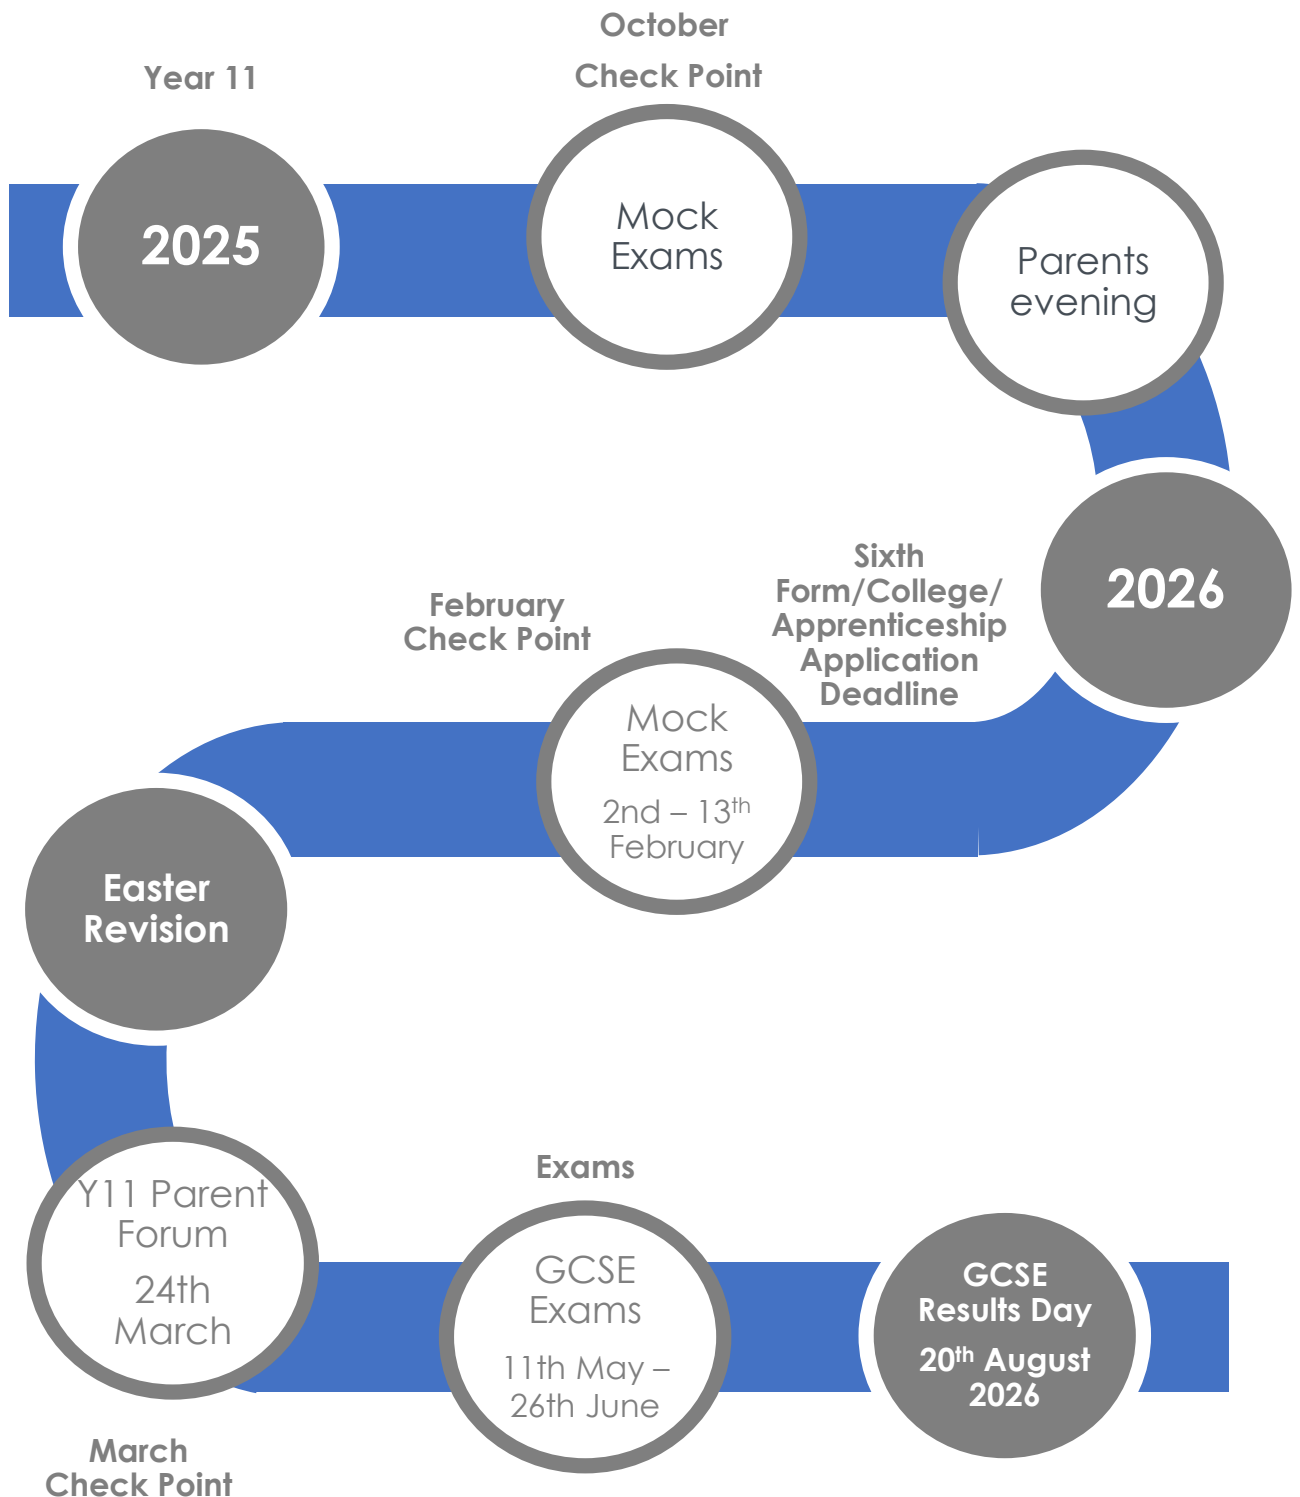 Year 11
2025
October
Check Point
Mock
Exams
Parents
evening
2026
Sixth
Form/College/
Apprenticeship
Application
Deadline
February
Check Point
Mock
Exams
2nd – 13th
February
Easter
Revision
Y11 Parent
Forum
24th
March
March
Check Point
Exams
GCSE
Exams
11th May –
26th June
GCSE
Results Day
20th August
2026